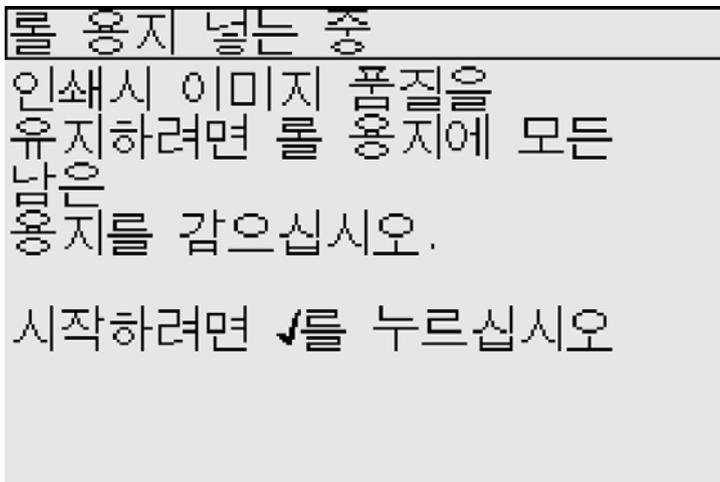 롤 용지 넣는 중
인쇄시 이미지 품질을
유지하려면 롤 용지에 모든
남은
용지를 감으십시오.
시작하려면 ✓를 누르십시오